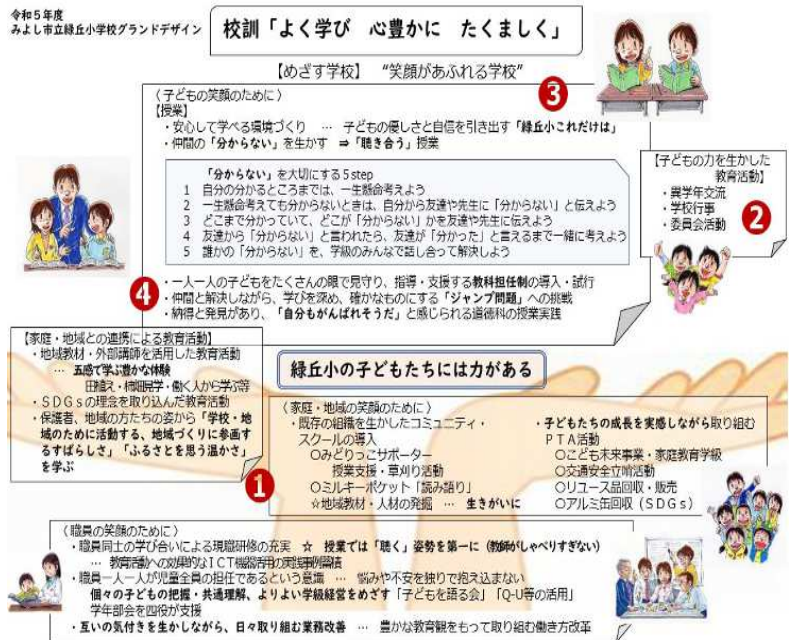 令和５年度
みよし市立緑丘小学校グランドデザイン
校訓「よく学び　心豊かに　たくましく」
【めざす学校】　“笑顔があふれる学校”
③
〈子どもの笑顔のために〉
【授業】
・安心して学べる環境づくり　…　子どもの優しさと自信を引き出す「緑丘小これだけは」
・仲間の「分からない」を生かす　⇒「聴き合う」授業
「分からない」を大切にする５step
1　自分の分かるところまでは、一生懸命考えよう
2　一生懸命考えても分からないときは、自分から友達や先生に「分からない」と伝えよう
3　どこまで分かっていて、どこが「分からない」かを友達や先生に伝えよう
4　友達から「分からない」と言われたら、友達が「分かった」と言えるまで一緒に考えよう
5　誰かの「分からない」を、学級のみんなで話し合って解決しよう
・一人一人の子どもをたくさんの眼で見守り、指導・支援する教科担任制の導入・試行
・仲間と解決しながら、学びを深め、確かなものにする「ジャンプ問題」への挑戦
・納得と発見があり、「自分もがんばれそうだ」と感じられる道徳科の授業実践
【子どもの力を生かした
教育活動】
・異学年交流
・学校行事
・委員会活動
②
④
【家庭・地域との連携による教育活動】
・地域教材・外部講師を活用した教育活動
…　五感で学ぶ豊かな体験
田植え・柿畑見学・働く人から学ぶ等
・ＳＤＧｓの理念を取り込んだ教育活動
・保護者、地域の方たちの姿から「学校・地
域のために活動する、地域づくりに参画す
るすばらしさ」「ふるさとを思う温かさ」
を学ぶ
緑丘小の子どもたちには力がある
①
〈家庭・地域の笑顔のために〉
・既存の組織を生かしたコミュニティ・
スクールの導入
○みどりっこサポーター
授業支援・草刈り活動
○ミルキーポケット「読み語り」
☆地域教材・人材の発掘　…　生きがいに
・子どもたちの成長を実感しながら取り組む
ＰＴＡ活動
○こども未来事業・家庭教育学級
○交通安全立哨活動
○リユース品回収・販売
○アルミ缶回収（ＳＤＧｓ）
〈職員の笑顔のために〉
・職員同士の学び合いによる現職研修の充実　☆　授業では「聴く」姿勢を第一に（教師がしゃべりすぎない）
…　教育活動への効果的なＩＣＴ機器活用の実践事例蓄積
・職員一人一人が児童全員の担任であるという意識　…　悩みや不安を独りで抱え込まない
個々の子どもの把握・共通理解、よりよい学級経営をめざす「子どもを語る会」「Q-U等の活用」
学年部会を四役が支援
・互いの気付きを生かしながら、日々取り組む業務改善　…　豊かな教育観をもって取り組む働き方改革